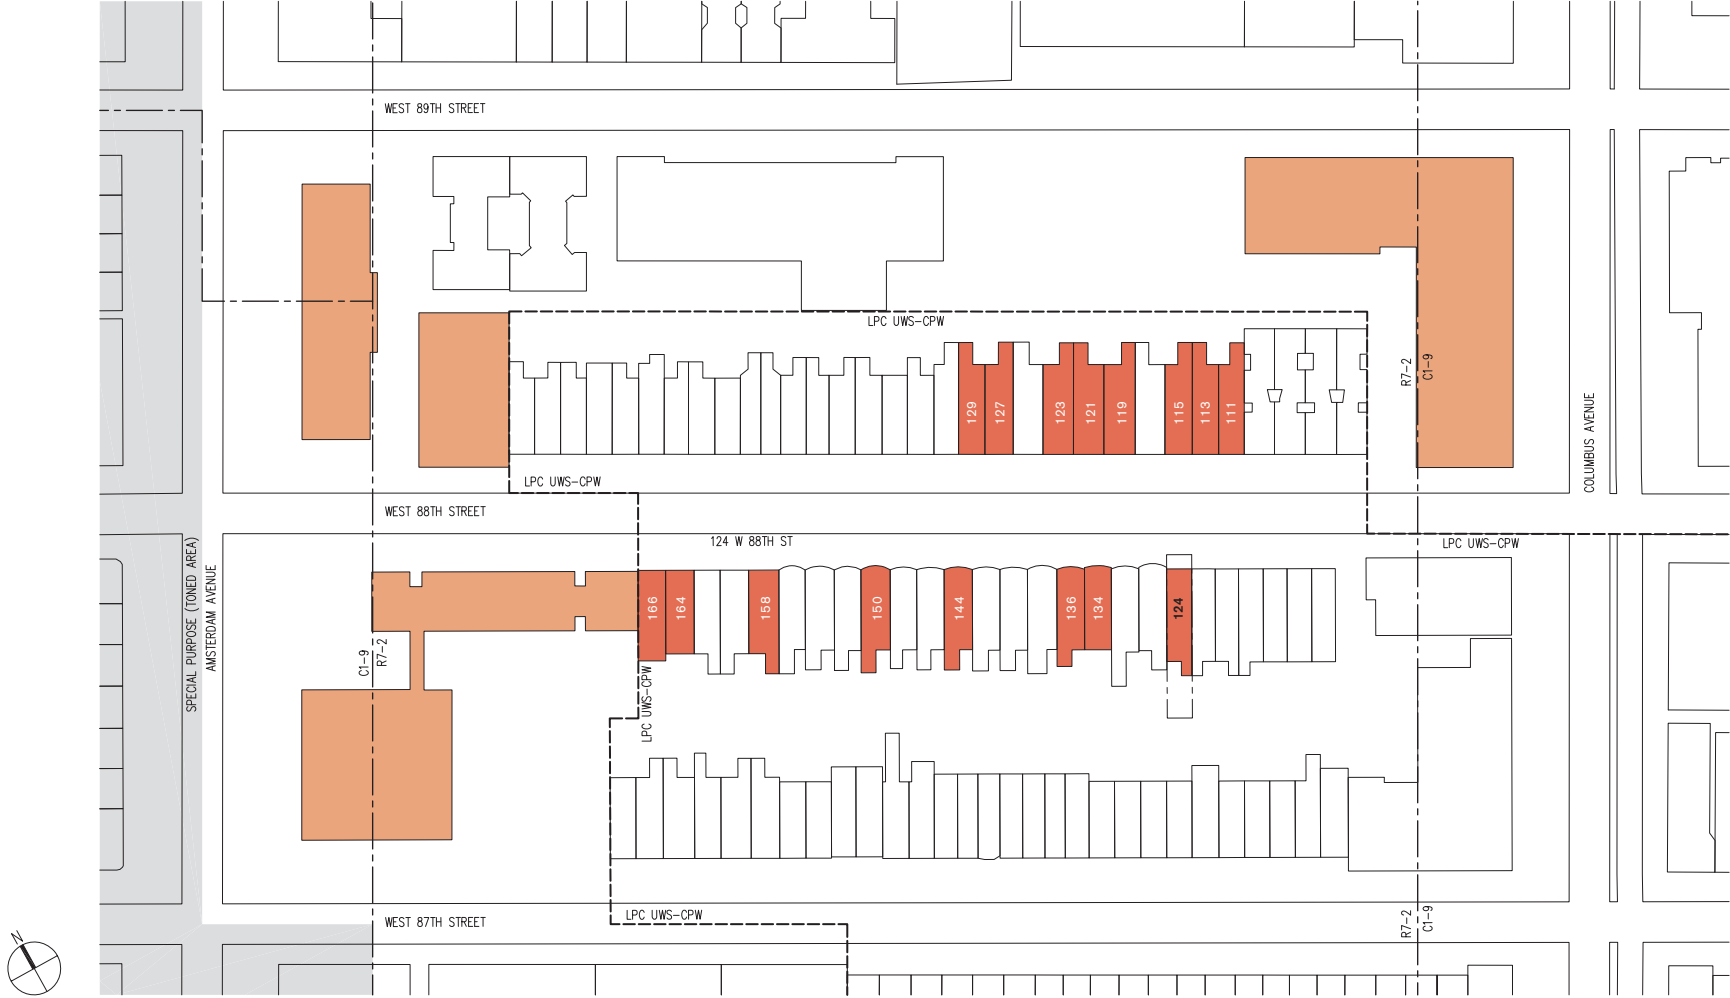 WEST 89TH STREET
LPC UWS-CPW
R7-2
C1-9
129
127
123
121
119
115
113
111
COLUMBUS AVENUE
LPC UWS-CPW
WEST 88TH STREET
124 W 88TH ST
LPC UWS-CPW
SPECIAL PURPOSE (TONED AREA)
AMSTERDAM AVENUE
166
164
158
150
144
136
134
124
C1-9
R7-2
LPC UWS-CPW
WEST 87TH STREET
LPC UWS-CPW
R7-2
C1-9
N